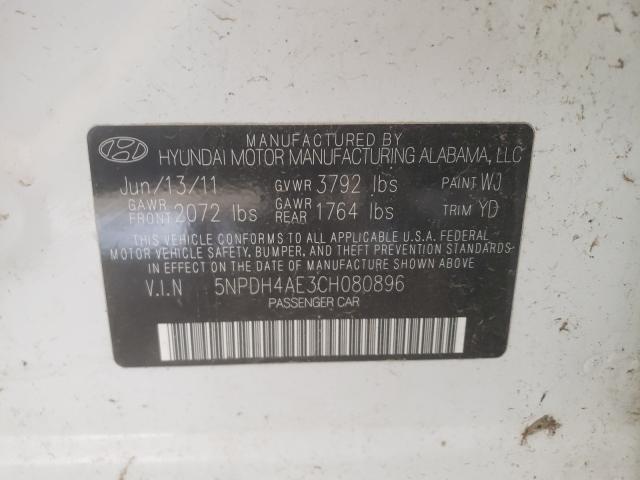 MANUFACTURED BY
HYUNDAI MOTOR MANUFACTURING ALABAMA, LLC
Jun/13/11 GVWR 3792 lbs PAINT WJ
GAWR FRONT 2072 lbs GAWR REAR 1764 lbs TRIM YD
THIS VEHICLE CONFORMS TO ALL APPLICABLE U.S.A. FEDERAL
MOTOR VEHICLE SAFETY, BUMPER, AND THEFT PREVENTION STANDARDS
IN EFFECT ON THE DATE OF MANUFACTURE SHOWN ABOVE
V.I.N 5NPDH4AE3CH080896
PASSENGER CAR